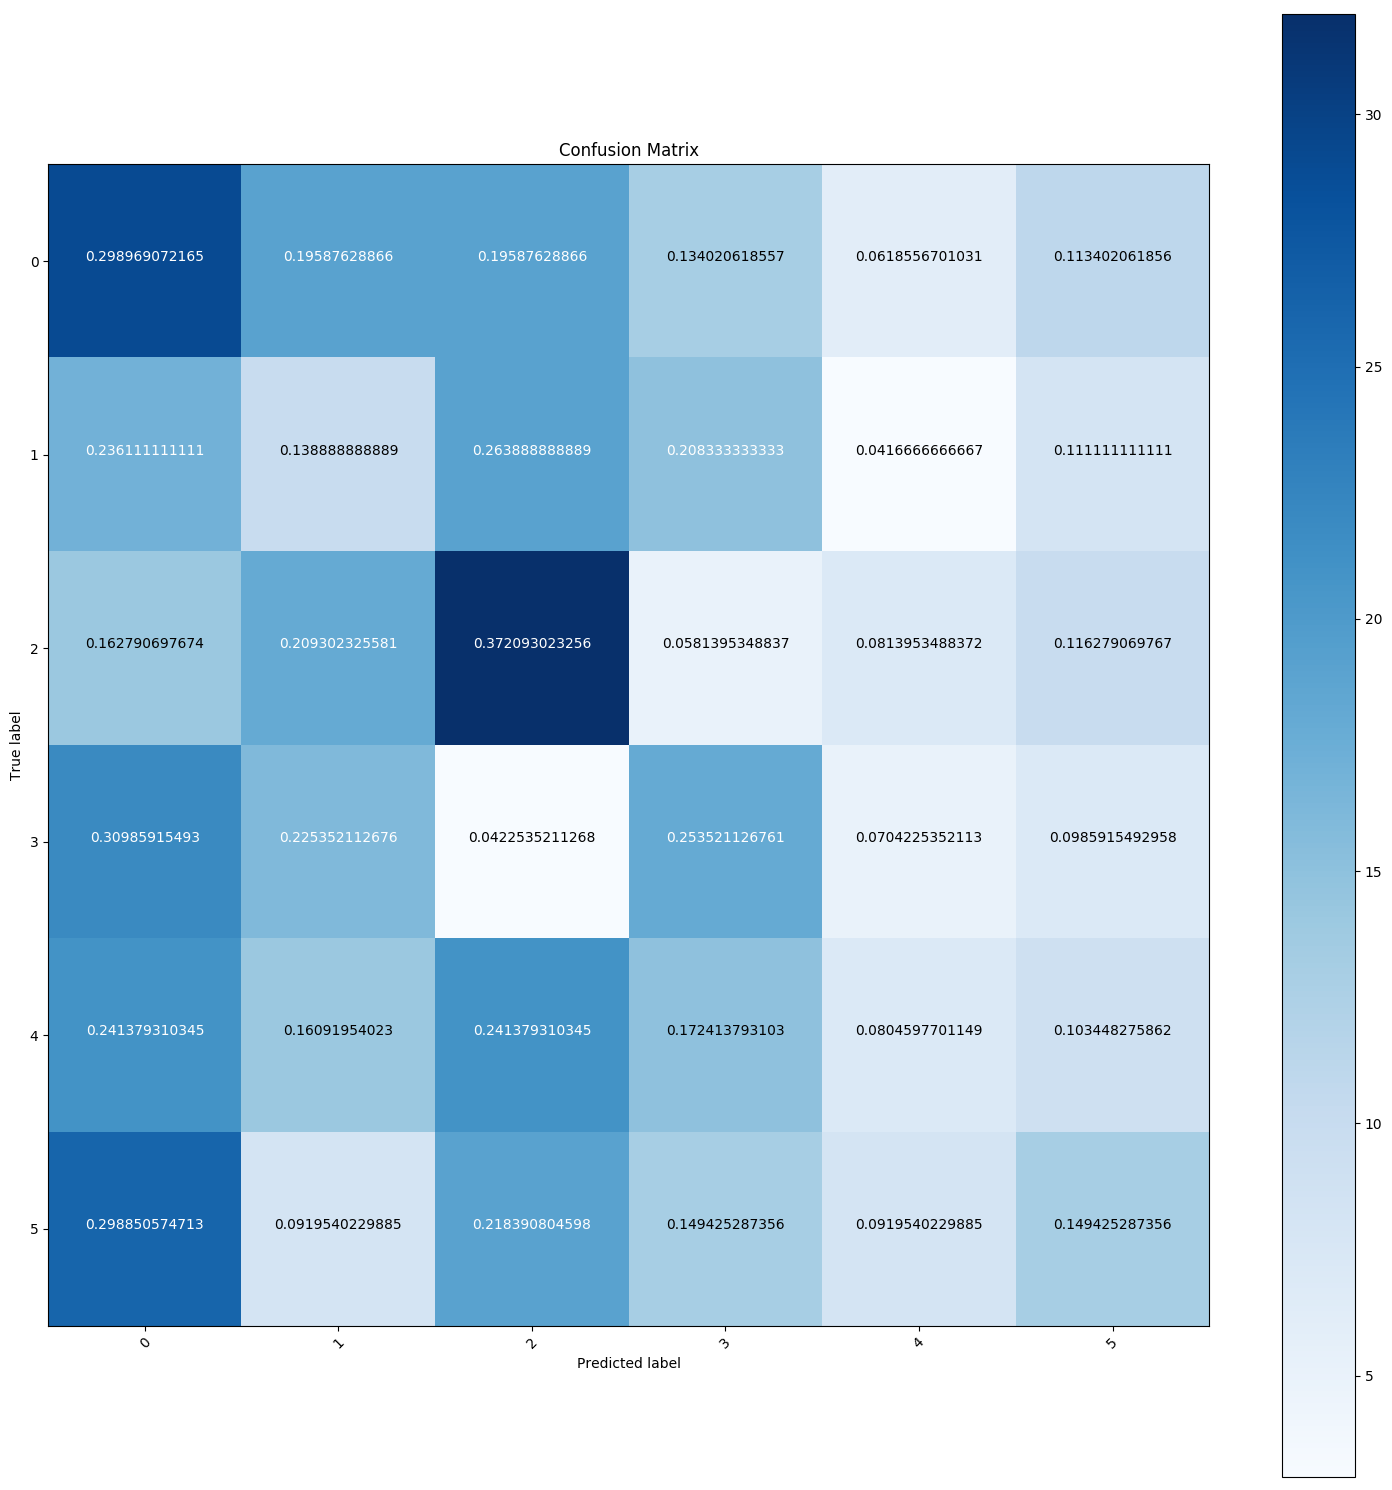 Confusion Matrix
0 0.298969072165 0.19587628866 0.19587628866 0.134020618557 0.0618556701031 0.113402061856
1 0.236111111111 0.138888888889 0.263888888889 0.208333333333 0.0416666666667 0.111111111111
2 0.162790697674 0.209302325581 0.372093023256 0.0581395348837 0.0813953488372 0.116279069767
3 0.30985915493 0.225352112676 0.0422535211268 0.253521126761 0.0704225352113 0.0985915492958
4 0.241379310345 0.16091954023 0.241379310345 0.172413793103 0.0804597701149 0.103448275862
5 0.298850574713 0.0919540229885 0.218390804598 0.149425287356 0.0919540229885 0.149425287356
0 1 2 3 4 5
Predicted label
True label
30
25
20
15
10
5